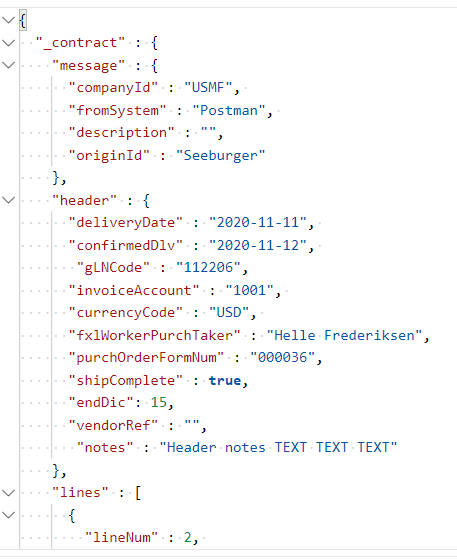 {
"_contract" : {
"message" : {
"companyId" : "USMF",
"fromSystem" : "Postman",
"description" : "",
"originId" : "Seeburger"
},
"header" : {
"deliveryDate" : "2020-11-11",
"confirmedDlv" : "2020-11-12",
"gLNCode" : "112206",
"invoiceAccount" : "1001",
"currencyCode" : "USD",
"fxlWorkerPurchTaker" : "Helle Frederiksen",
"purchOrderFormNum" : "000036",
"shipComplete" : true,
"endDic": 15,
"vendorRef" : "",
"notes" : "Header notes TEXT TEXT TEXT"
},
"lines" : [
{
"lineNum" : 2,